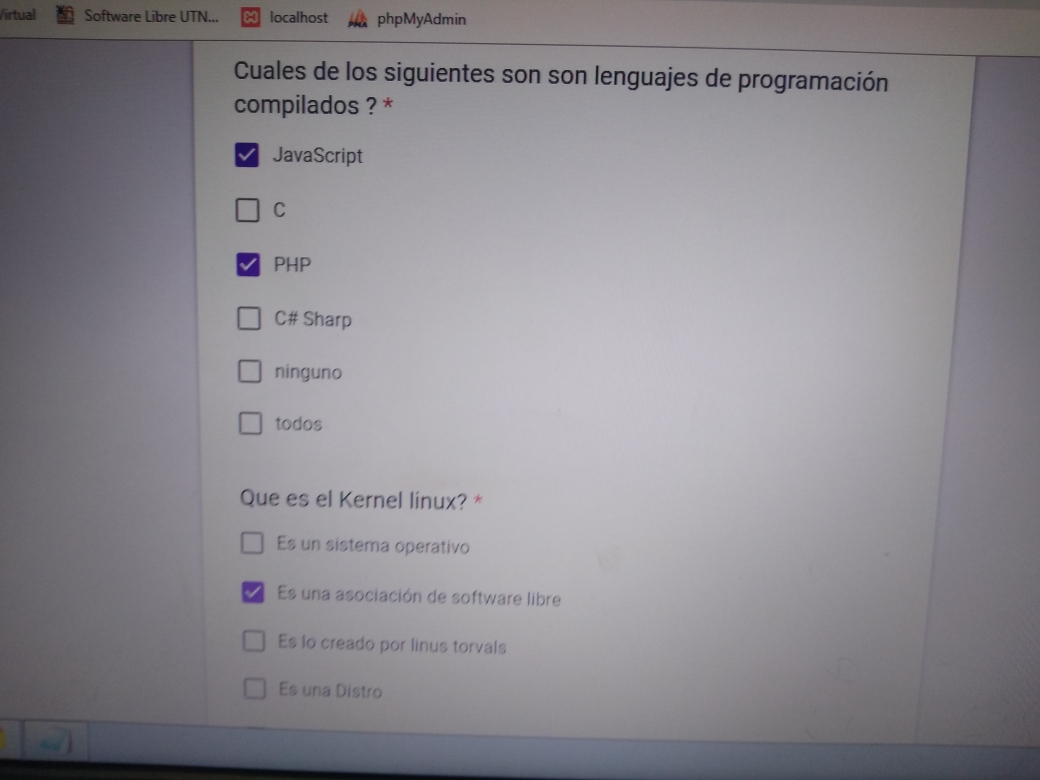 Virtual Software Libre UTN... localhost phpMyAdmin
Cuales de los siguientes son son lenguajes de programación
compilados ? *
JavaScript
C
PHP
C# Sharp
ninguno
todos
Que es el Kernel linux? *
Es un sistema operativo
Es una asociación de software libre
Es lo creado por linus torvals
Es una Distro